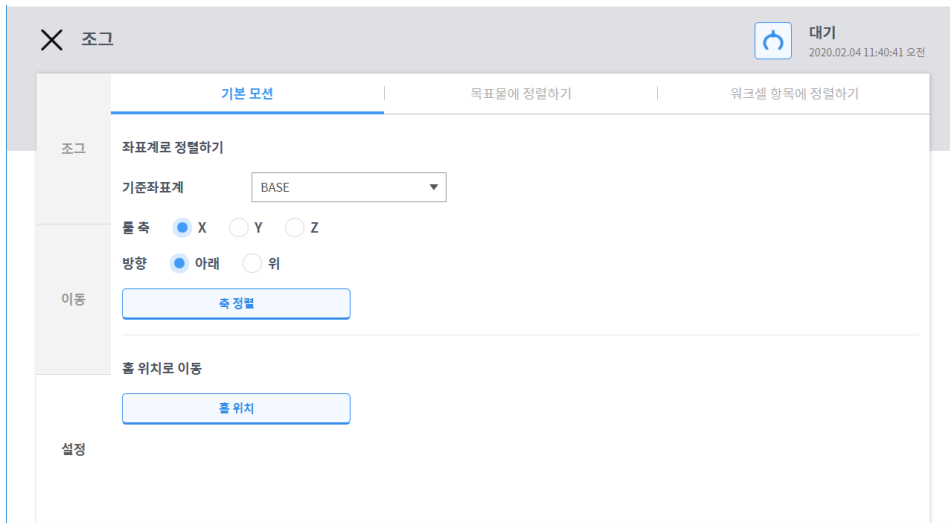 조그
대기
2020.02.04 11:40:41 오전
기본 모션
목표물에 정렬하기
워크셀 항목에 정렬하기
조그
이동
설정
좌표계로 정렬하기
기준좌표계 BASE
툴 축 X Y Z
방향 아래 위
축 정렬
홈 위치로 이동
홈 위치